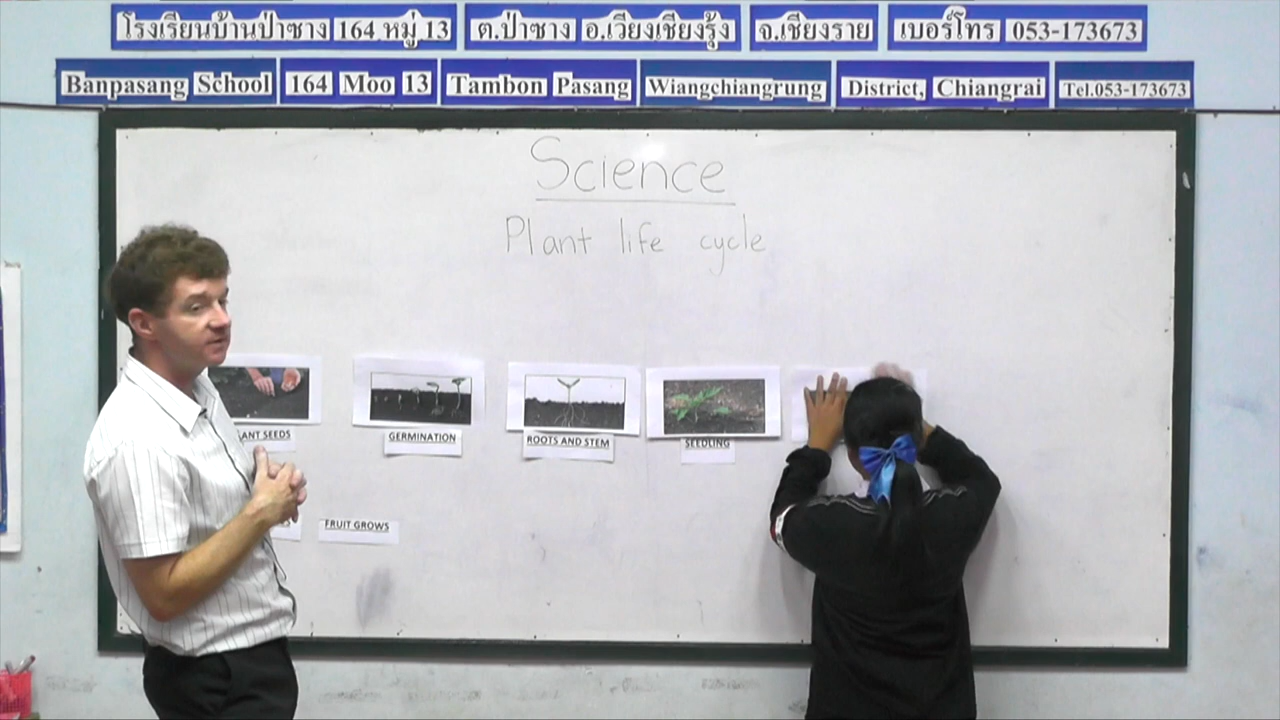 โรงเรียนบ้านป่าซาง 164 หมู่ 13 ต.ป่าซาง อ.เวียงเชียงรุ้ง จ.เชียงราย เบอร์โทร 053-173673
Banpasang School 164 Moo 13 Tambon Pasang Wiangchiangrung District, Chiangrai Tel.053-173673
Science
Plant life cycle
ANT SEEDS GERMINATION ROOTS AND STEM SEEDLING
FRUIT GROWS